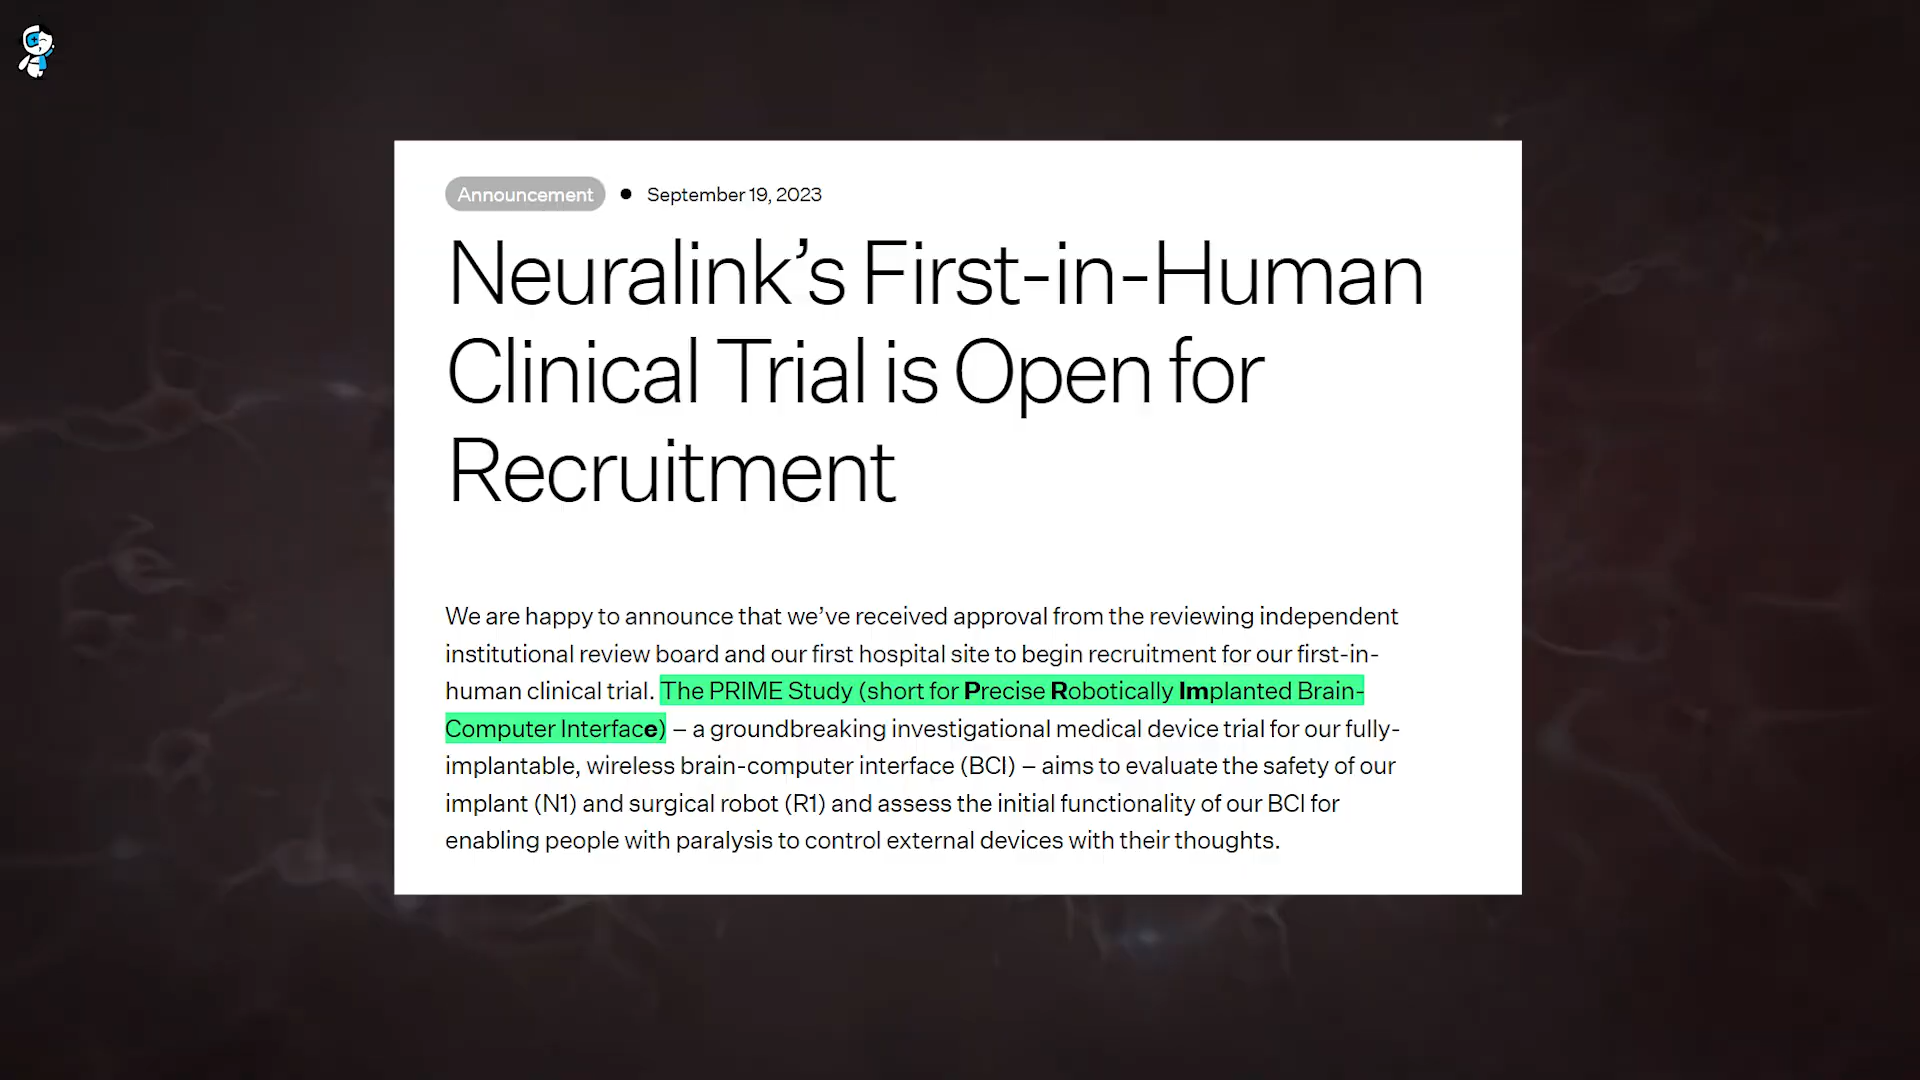 Announcement • September 19, 2023
Neuralink’s First-in-Human
Clinical Trial is Open for
Recruitment
We are happy to announce that we’ve received approval from the reviewing independent
institutional review board and our first hospital site to begin recruitment for our first-in-
human clinical trial. The PRIME Study (short for Precise Robotically Implanted Brain-
Computer Interface) – a groundbreaking investigational medical device trial for our fully-
implantable, wireless brain-computer interface (BCI) – aims to evaluate the safety of our
implant (N1) and surgical robot (R1) and assess the initial functionality of our BCI for
enabling people with paralysis to control external devices with their thoughts.